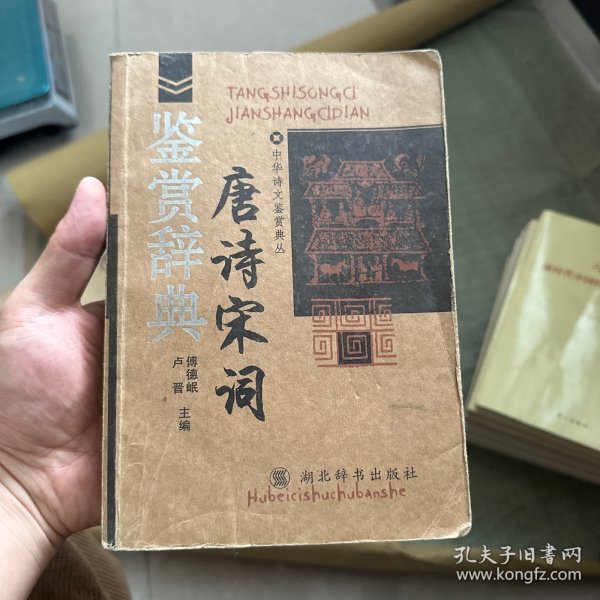 TANGSHISONGCI
JIANSHANGCIDIAN
中华诗文鉴赏典丛
唐诗宋词
鉴赏辞典
傅德岷
卢晋 主编
湖北辞书出版社
Hubeicishuchubanshe
孔夫子旧书网
www.kongfz.com